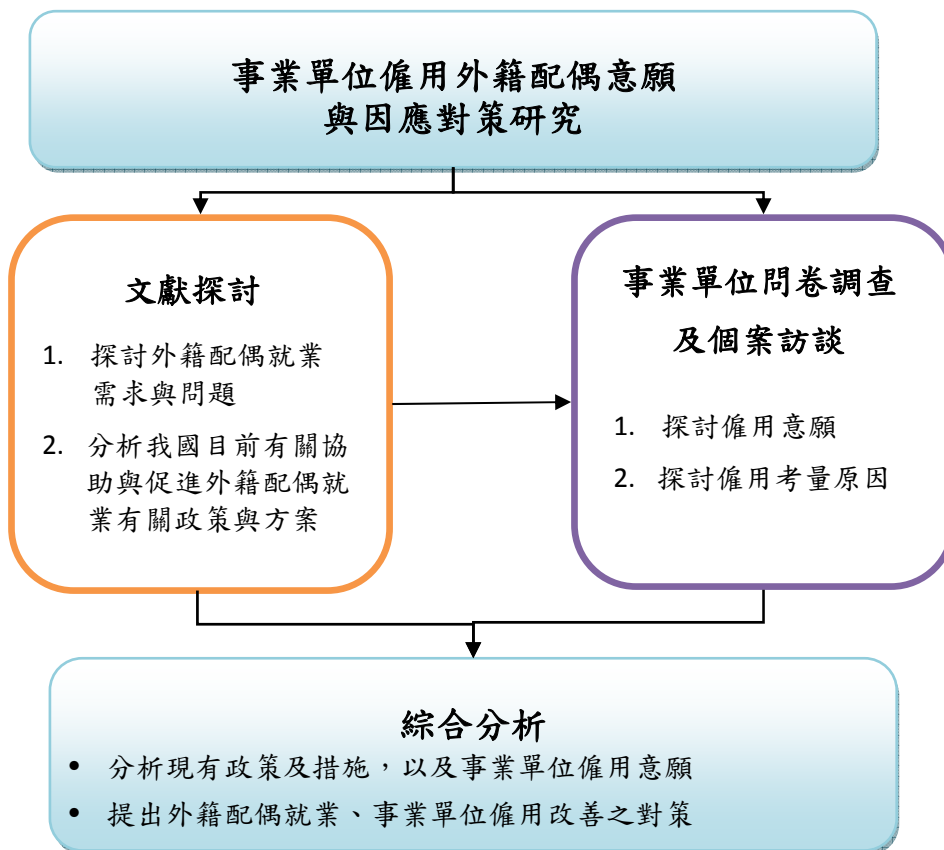 事業單位僱用外籍配偶意願
與因應對策研究
文獻探討
1. 探討外籍配偶就業
需求與問題
2. 分析我國目前有關協
助與促進外籍配偶就
業有關政策與方案
事業單位問卷調查
及個案訪談
1. 探討僱用意願
2. 探討僱用考量原因
綜合分析
• 分析現有政策及措施，以及事業單位僱用意願
• 提出外籍配偶就業、事業單位僱用改善之對策